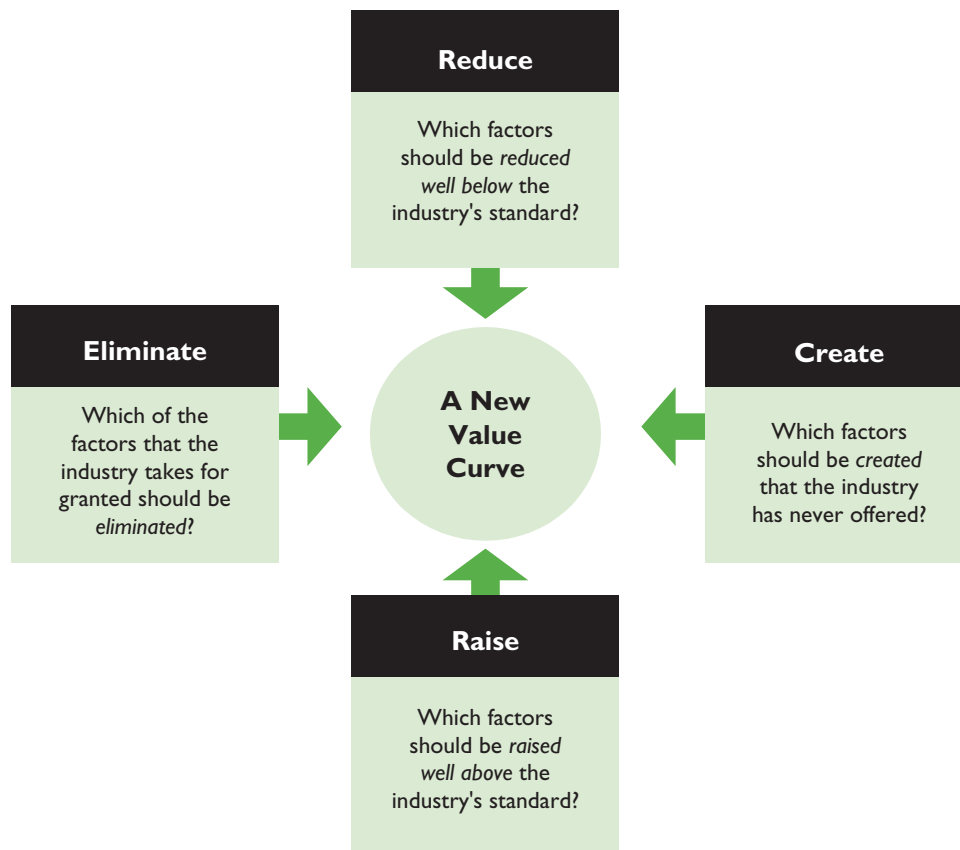 Reduce
Which factors
should be reduced
well below the
industry's standard?
Eliminate
Which of the
factors that the
industry takes for
granted should be
eliminated?
A New
Value
Curve
Create
Which factors
should be created
that the industry
has never offered?
Raise
Which factors
should be raised
well above the
industry's standard?